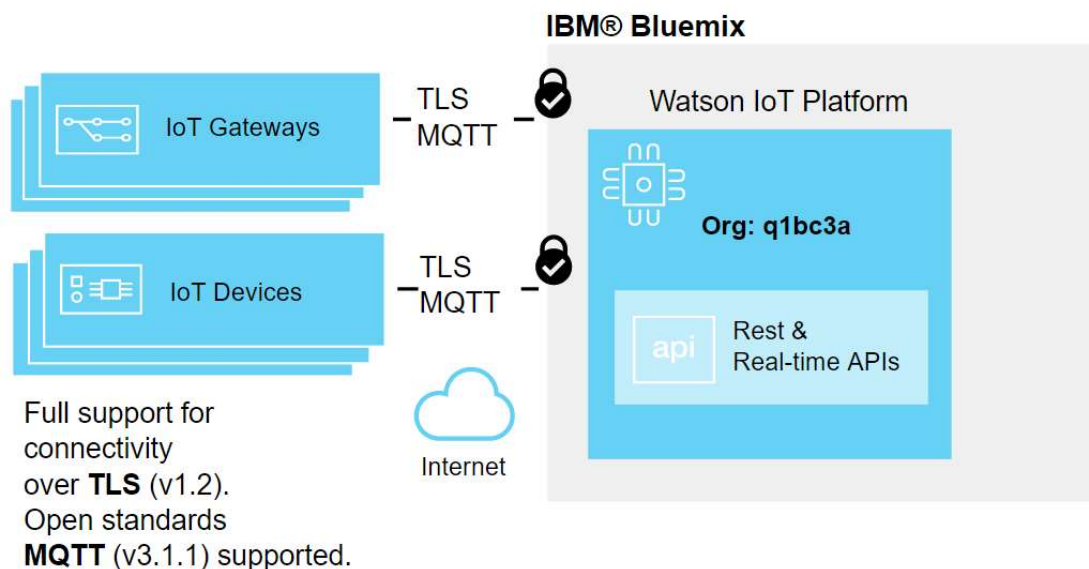 IBM® Bluemix
IoT Gateways
TLS
MQTT
Watson IoT Platform
Org: q1bc3a
IoT Devices
TLS
MQTT
api
Rest &
Real-time APIs
Internet
Full support for
connectivity
over TLS (v1.2).
Open standards
MQTT (v3.1.1) supported.